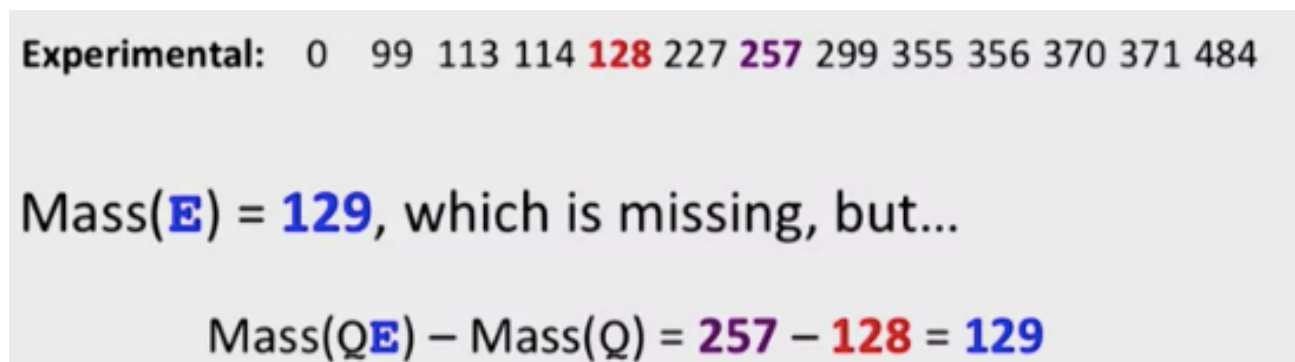 Experimental: 0 99 113 114 128 227 257 299 355 356 370 371 484
Mass(E) = 129, which is missing, but...
Mass(QE) – Mass(Q) = 257 – 128 = 129